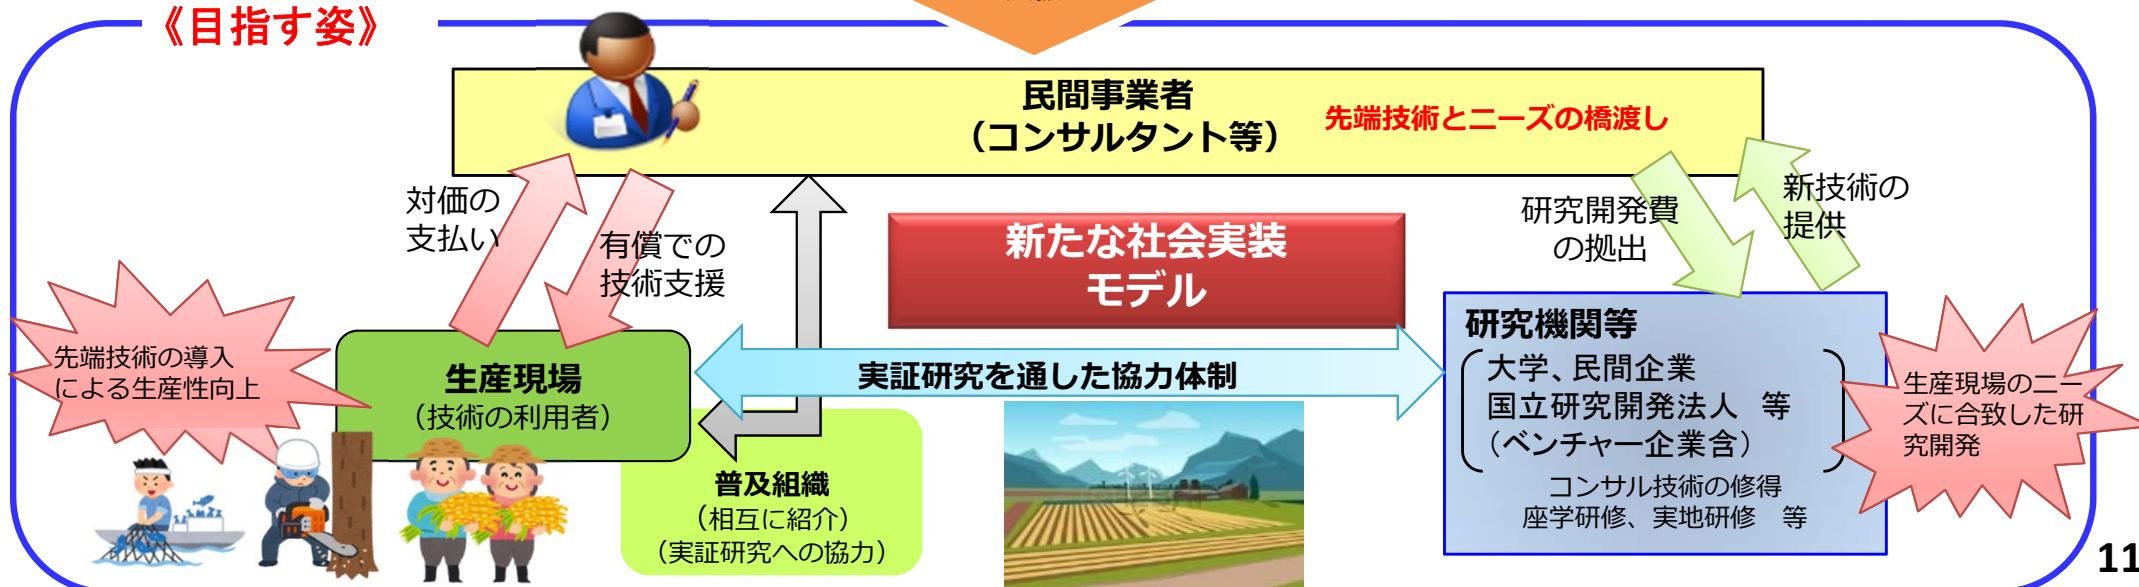 《目指す姿》
民間事業者
（コンサルタント等）
先端技術とニーズの橋渡し
対価の
支払い
有償での
技術支援
新たな社会実装
モデル
研究開発費
の拠出
新技術の
提供
先端技術の導入
による生産性向上
生産現場
（技術の利用者）
実証研究を通した協力体制
研究機関等
大学、民間企業
国立研究開発法人　等
（ベンチャー企業含）
コンサル技術の修得
座学研修、実地研修　等
生産現場のニー
ズに合致した研
究開発
普及組織
（相互に紹介）
（実証研究への協力）
11